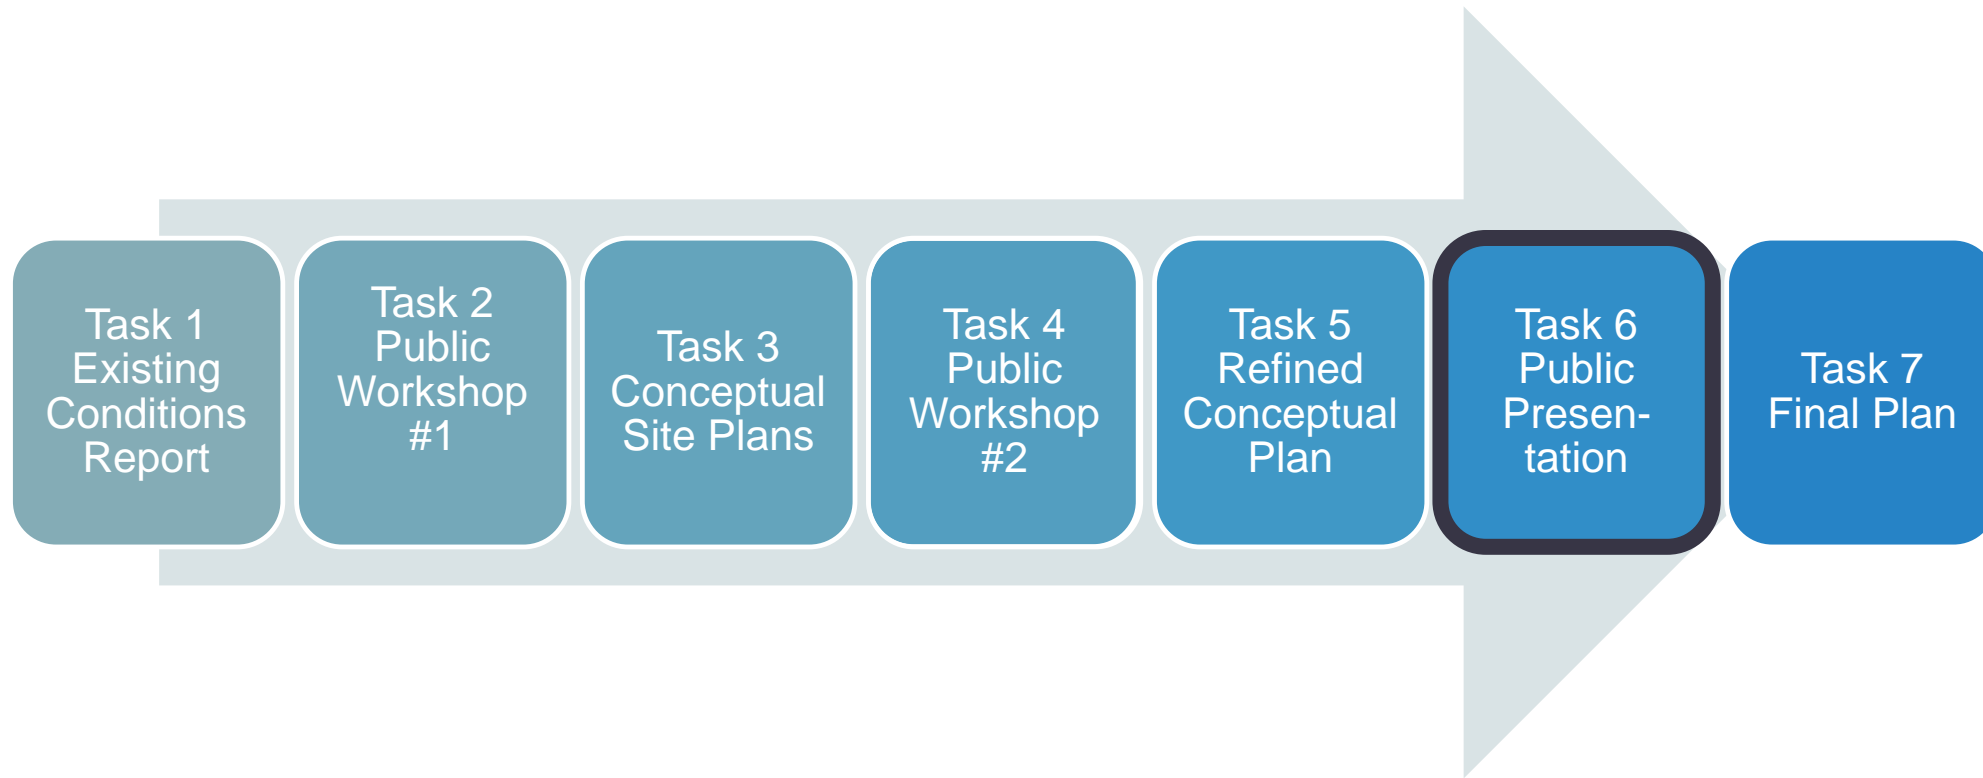 Task 1
Existing
Conditions
Report
Task 2
Public
Workshop
#1
Task 3
Conceptual
Site Plans
Task 4
Public
Workshop
#2
Task 5
Refined
Conceptual
Plan
Task 6
Public
Presen-
tation
Task 7
Final Plan